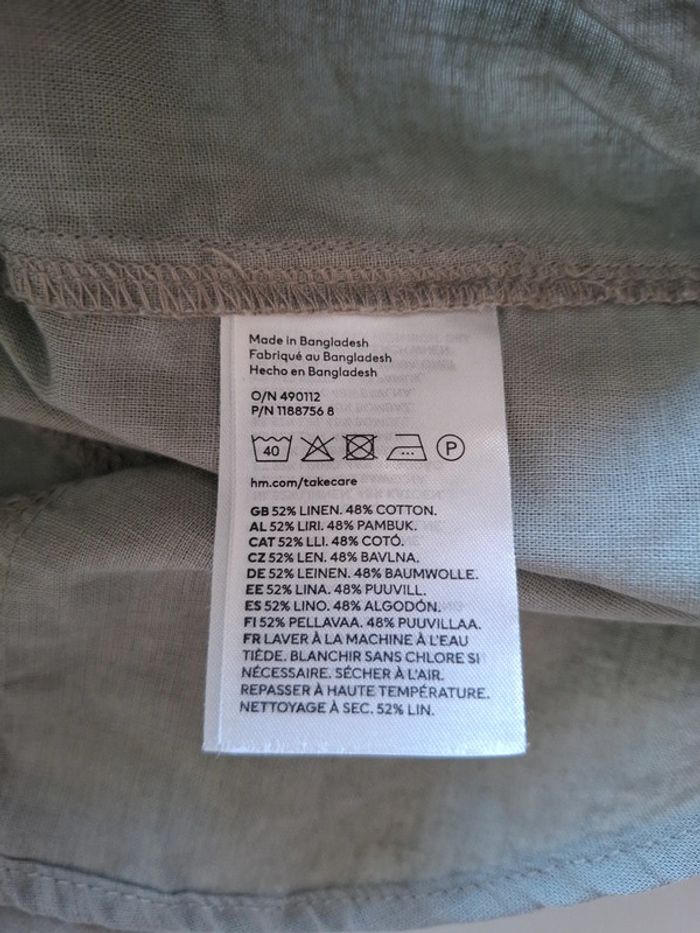 Made in Bangladesh
Fabriqué au Bangladesh
Hecho en Bangladesh
O/N 490112
P/N 1188756 8
40 P
hm.com/takecare
GB 52% LINEN. 48% COTTON.
AL 52% LIRI. 48% PAMBUK.
CAT 52% LLI. 48% COTÓ.
CZ 52% LEN. 48% BAVLNA.
DE 52% LEINEN. 48% BAUMWOLLE.
EE 52% LINA. 48% PUUVILL.
ES 52% LINO. 48% ALGODÓN.
FI 52% PELLAVAA. 48% PUUVILLAA.
FR LAVER À LA MACHINE À L'EAU
TIÈDE. BLANCHIR SANS CHLORE SI
NÉCESSAIRE. SÉCHER À L'AIR.
REPASSER À HAUTE TEMPÉRATURE.
NETTOYAGE À SEC. 52% LIN.